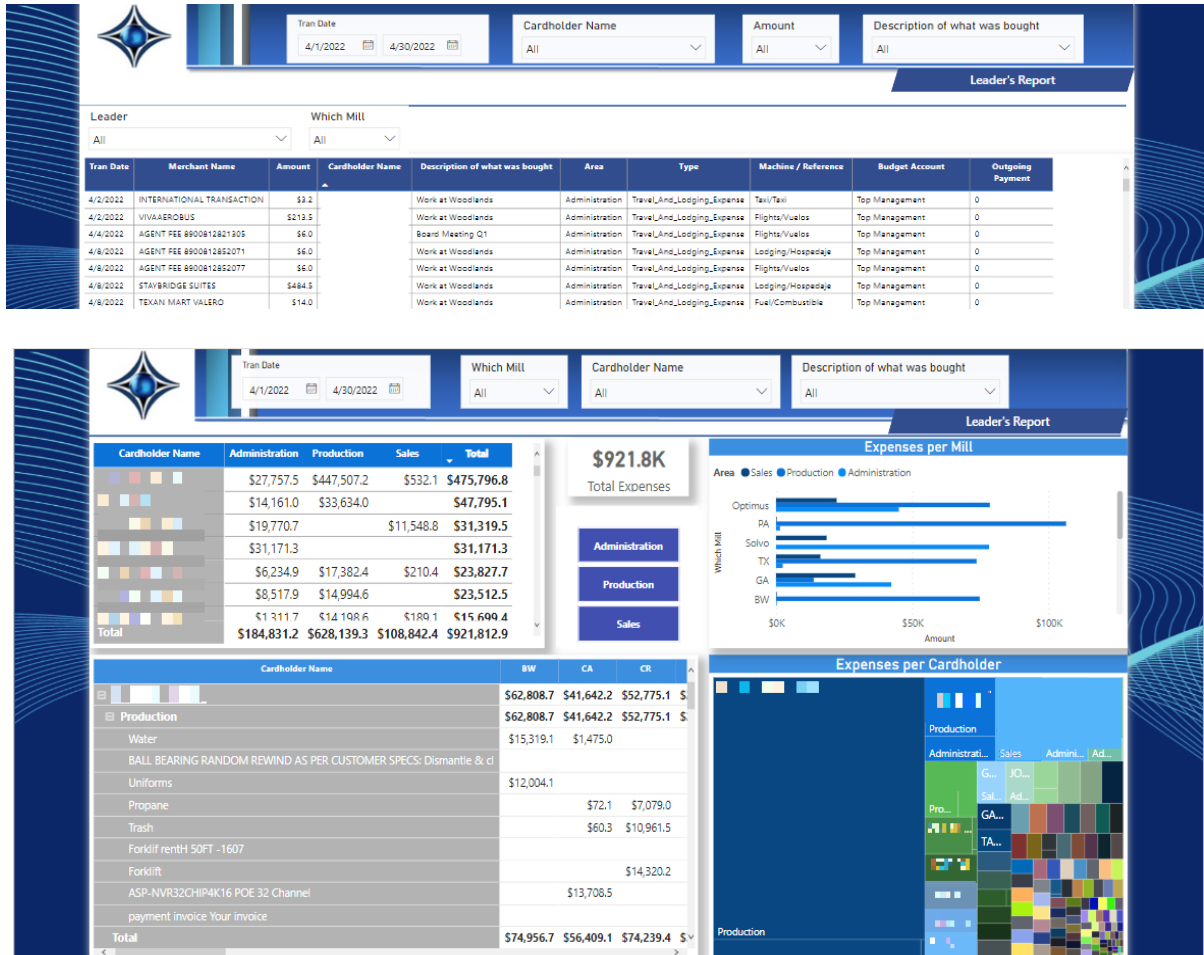 Tran Date
4/1/2022 4/30/2022
Cardholder Name
All
Amount
All
Description of what was bought
All
Leader's Report
Leader
All
Which Mill
All
Tran Date Merchant Name Amount Cardholder Name Description of what was bought Area Type Machine / Reference Budget Account Outgoing Payment
4/2/2022 INTERNATIONAL TRANSACTION $3.2 Work at Woodlands Administration Travel_And_Lodging_Expense Taxi/Taxi Top Management 0
4/2/2022 VIVAAEROBUS $213.5 Work at Woodlands Administration Travel_And_Lodging_Expense Flights/Vuelos Top Management 0
4/4/2022 AGENT FEE 8900812821305 $6.0 Board Meeting Q1 Administration Travel_And_Lodging_Expense Flights/Vuelos Top Management 0
4/8/2022 AGENT FEE 8900812852071 $6.0 Work at Woodlands Administration Travel_And_Lodging_Expense Lodging/Hospedaje Top Management 0
4/8/2022 AGENT FEE 8900812852077 $6.0 Work at Woodlands Administration Travel_And_Lodging_Expense Flights/Vuelos Top Management 0
4/8/2022 STAYBRIDGE SUITES $484.5 Work at Woodlands Administration Travel_And_Lodging_Expense Lodging/Hospedaje Top Management 0
4/8/2022 TEXAN MART VALERO $14.0 Work at Woodlands Administration Travel_And_Lodging_Expense Fuel/Combustible Top Management 0
Tran Date
4/1/2022 4/30/2022
Which Mill
All
Cardholder Name
All
Description of what was bought
All
Leader's Report
Cardholder Name Administration Production Sales Total
$27,757.5 $447,507.2 $532.1 $475,796.8
$14,161.0 $33,634.0 $47,795.1
$19,770.7 $11,548.8 $31,319.5
$31,171.3 $31,171.3
$6,234.9 $17,382.4 $210.4 $23,827.7
$8,517.9 $14,994.6 $23,512.5
$1,311.7 $14,198.6 $189.1 $15,699.4
Total $184,831.2 $628,139.3 $108,842.4 $921,812.9
$921.8K
Total Expenses
Administration
Production
Sales
Expenses per Mill
Area Sales Production Administration
Which Mill
Optimus
PA
Solvo
TX
GA
BW
$0K $50K $100K
Amount
Cardholder Name BW CA CR
$62,808.7 $41,642.2 $52,775.1 $
Production $62,808.7 $41,642.2 $52,775.1 $
Water $15,319.1 $1,475.0
BALL BEARING RANDOM REWIND AS PER CUSTOMER SPECS: Dismantle & cl
Uniforms $12,004.1
Propane $72.1 $7,079.0
Trash $60.3 $10,961.5
Forklif rentH 50FT -1607
Forklift $14,320.2
ASP-NVR32CHIP4K16 POE 32 Channel $13,708.5
payment invoice Your invoice
Total $74,956.7 $56,409.1 $74,239.4 $
Expenses per Cardholder
Production
Administrati... Sales Admini... Ad...
G... JO...
Sal... Ad...
Pro...
GA...
TA...
Production